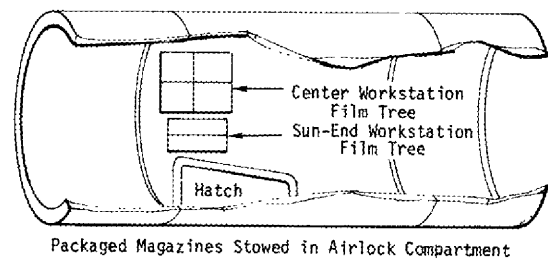 Center Workstation
Film Tree
Sun-End Workstation
Film Tree
Hatch
Packaged Magazines Stowed in Airlock Compartment